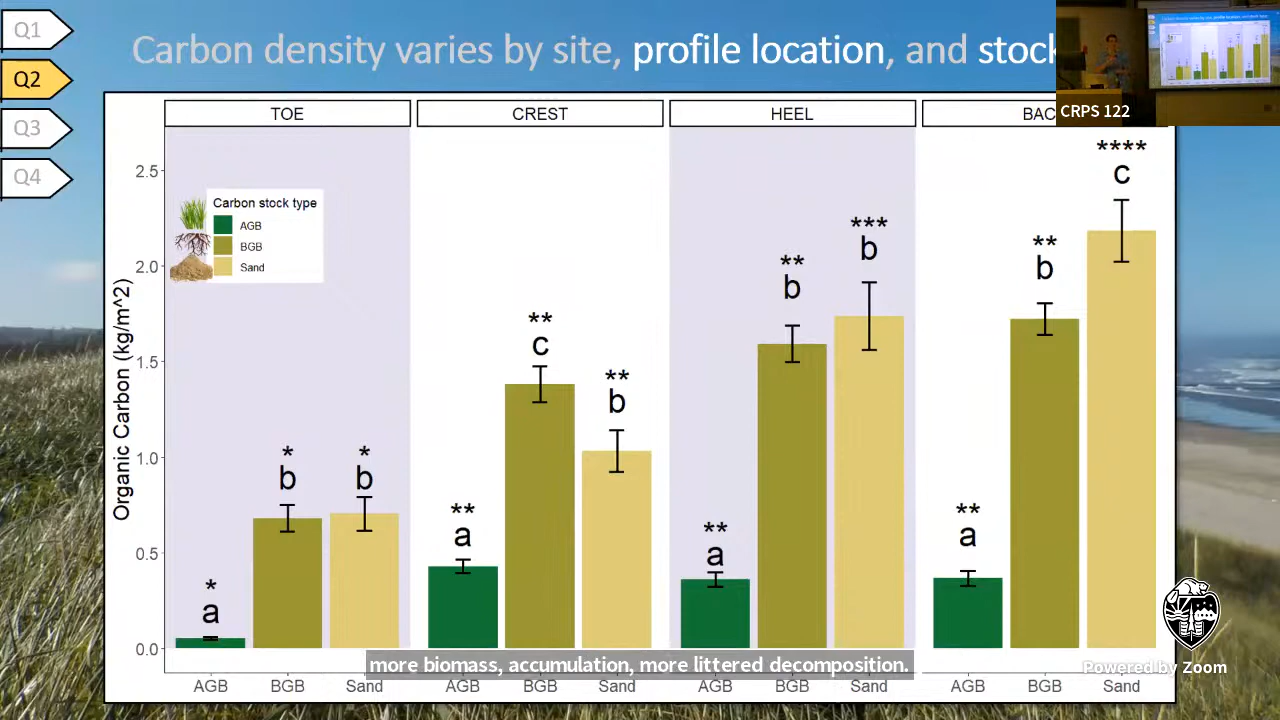 Q1
Q2
Q3
Q4
Carbon density varies by site, profile location, and stock
CRPS 122
TOE
CREST
HEEL
BAC
Organic Carbon (kg/m^2)
2.5
2.0
1.5
1.0
0.5
0.0
Carbon stock type
AGB
BGB
Sand
*
a
*
b
*
b
**
a
**
c
**
b
**
a
**
b
***
b
**
a
**
b
****
c
more biomass, accumulation, more littered decomposition.
AGB BGB Sand AGB BGB Sand AGB BGB Sand AGB BGB Sand
Powered by Zoom